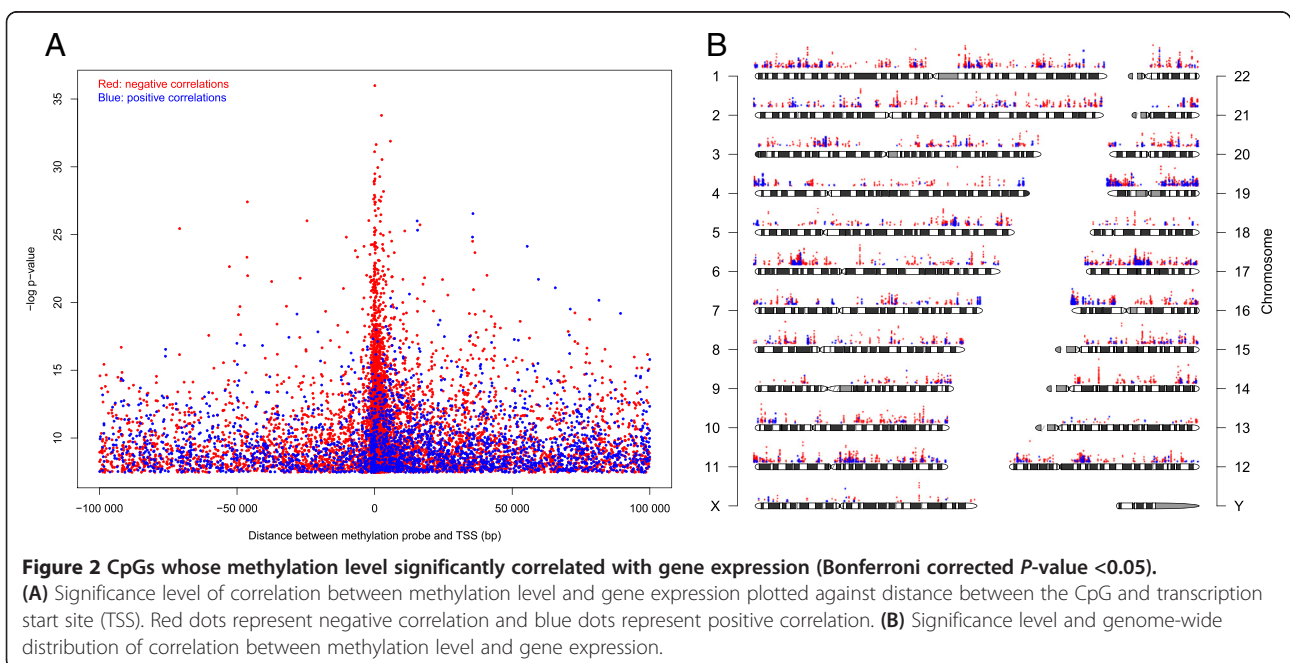 A
Red: negative correlations
Blue: positive correlations
35
30
25
20
15
10
−log p-value
−100 000
−50 000
0
50 000
100 000
Distance between methylation probe and TSS (bp)
B
1
2
3
4
5
6
7
8
9
10
11
X
22
21
20
19
18
17
16
15
14
13
12
Y
Chromosome
Figure 2 CpGs whose methylation level significantly correlated with gene expression (Bonferroni corrected P-value <0.05).
(A) Significance level of correlation between methylation level and gene expression plotted against distance between the CpG and transcription
start site (TSS). Red dots represent negative correlation and blue dots represent positive correlation. (B) Significance level and genome-wide
distribution of correlation between methylation level and gene expression.